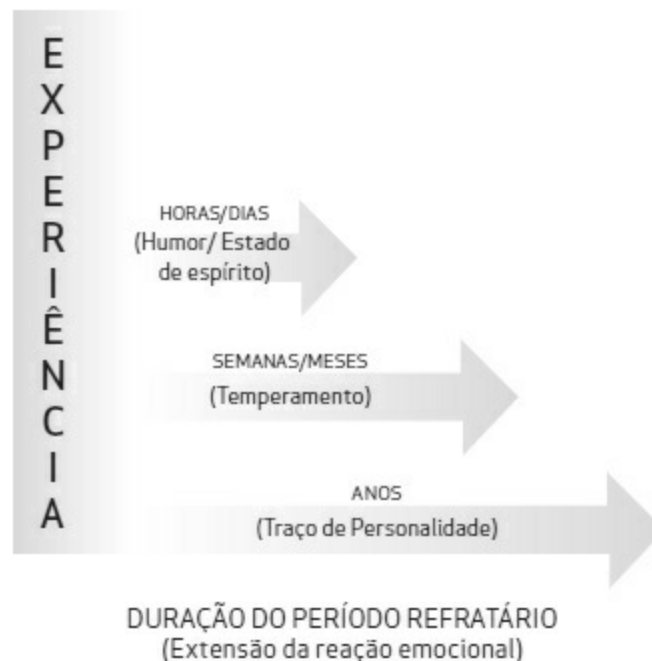 EXPERIÊNCIA
HORAS/DIAS
(Humor/ Estado
de espírito)
SEMANAS/MESES
(Temperamento)
ANOS
(Traço de Personalidade)
DURAÇÃO DO PERÍODO REFRATÁRIO
(Extensão da reação emocional)